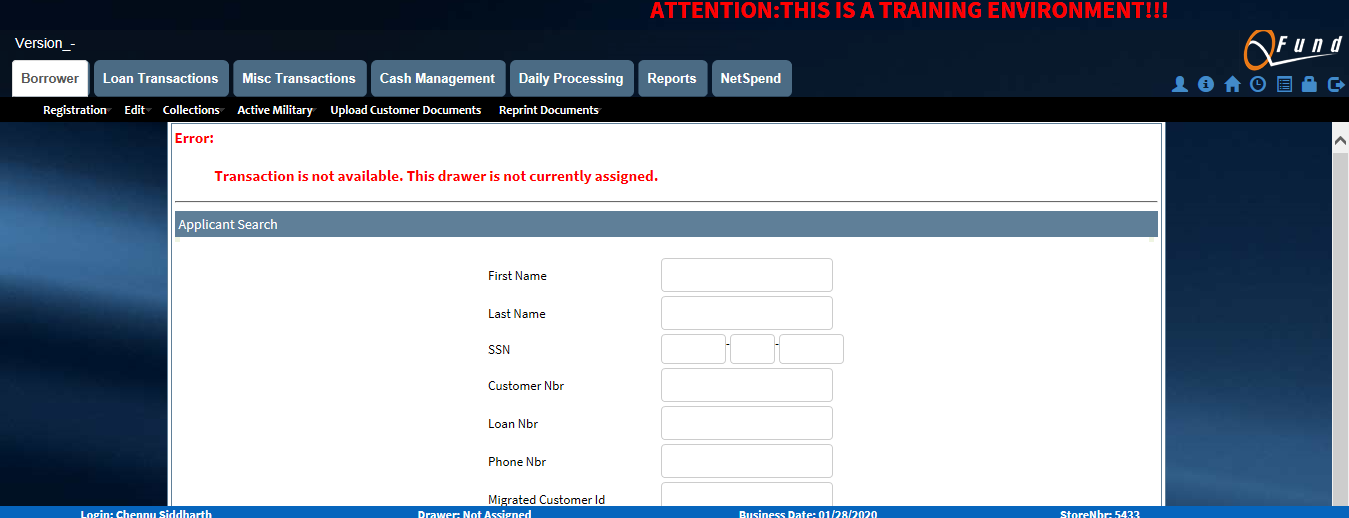 ATTENTION:THIS IS A TRAINING ENVIRONMENT!!!
Version_-
QFund
Borrower Loan Transactions Misc Transactions Cash Management Daily Processing Reports NetSpend
Registration Edit Collections Active Military Upload Customer Documents Reprint Documents
Error:
Transaction is not available. This drawer is not currently assigned.
Applicant Search
First Name
Last Name
SSN - -
Customer Nbr
Loan Nbr
Phone Nbr
Migrated Customer Id
Login: Chennu Siddharth Drawer: Not Assigned Business Date: 01/28/2020 StoreNbr: 5433